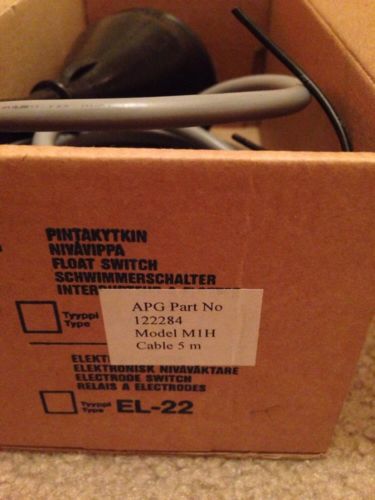 PINTAKYTKIN
NIVÅVIPPA
FLOAT SWITCH
SCHWIMMERSCHALTER
Tyyppi
Type
APG Part No
122284
Model M1H
Cable 5 m
ELEKTRONISK NIVÅVÄKTARE
ELECTRODE SWITCH
RELAIS A ELECTRODES
Tyyppi
Type
EL-22